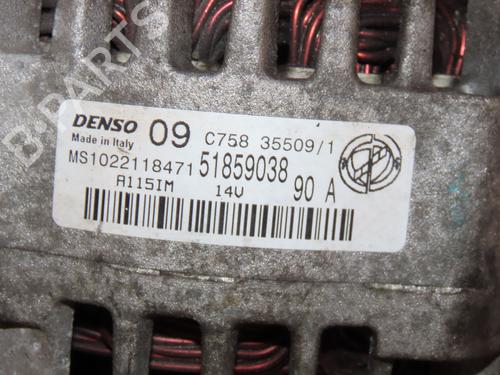 B-PARTS
DENSO 09 C758 35509/1
Made in Italy
MS1022118471 51859038
A115IM 14V 90 A